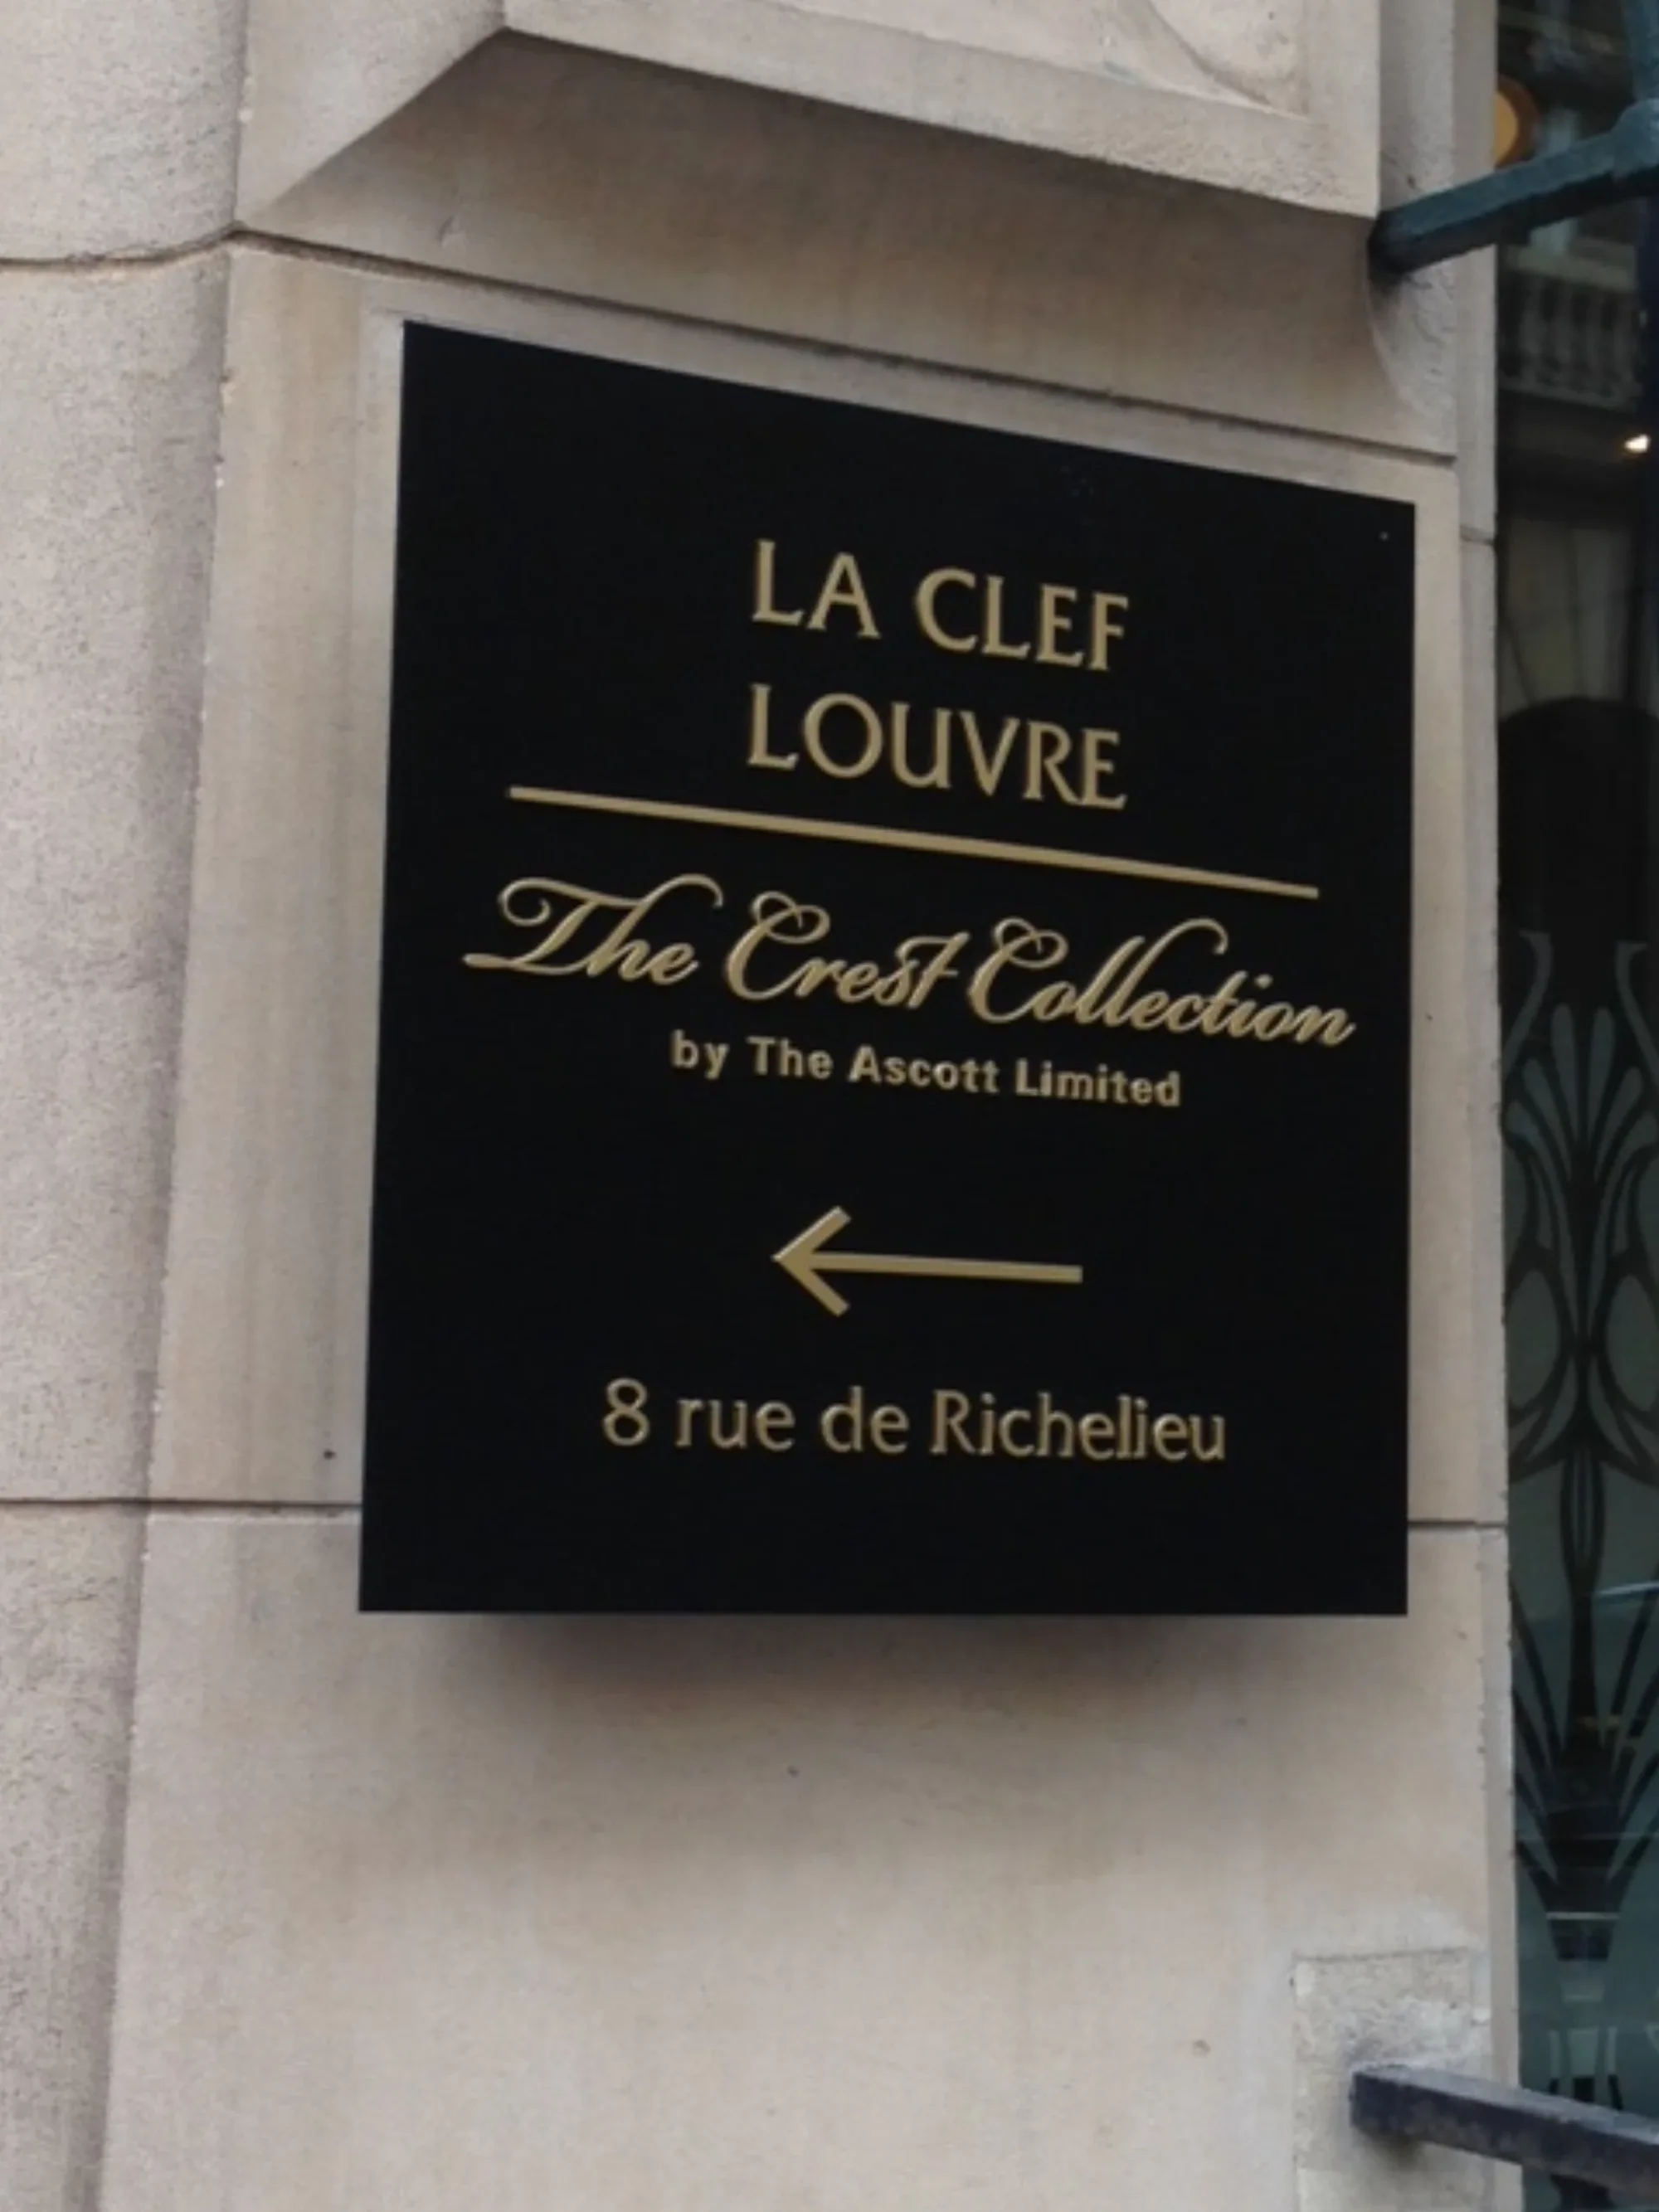 LA CLEF
LOUVRE
The Crest Collection
by The Ascott Limited
←
8 rue de Richelieu